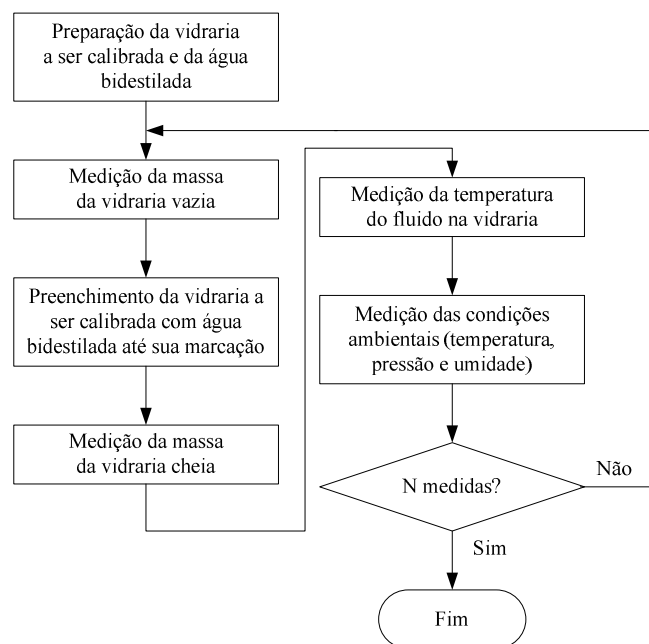 Preparação da vidraria
a ser calibrada e da água
bidestilada
Medição da massa
da vidraria vazia
Preenchimento da vidraria a
ser calibrada com água
bidestilada até sua marcação
Medição da massa
da vidraria cheia
Medição da temperatura
do fluido na vidraria
Medição das condições
ambientais (temperatura,
pressão e umidade)
N medidas?
Não
Sim
Fim